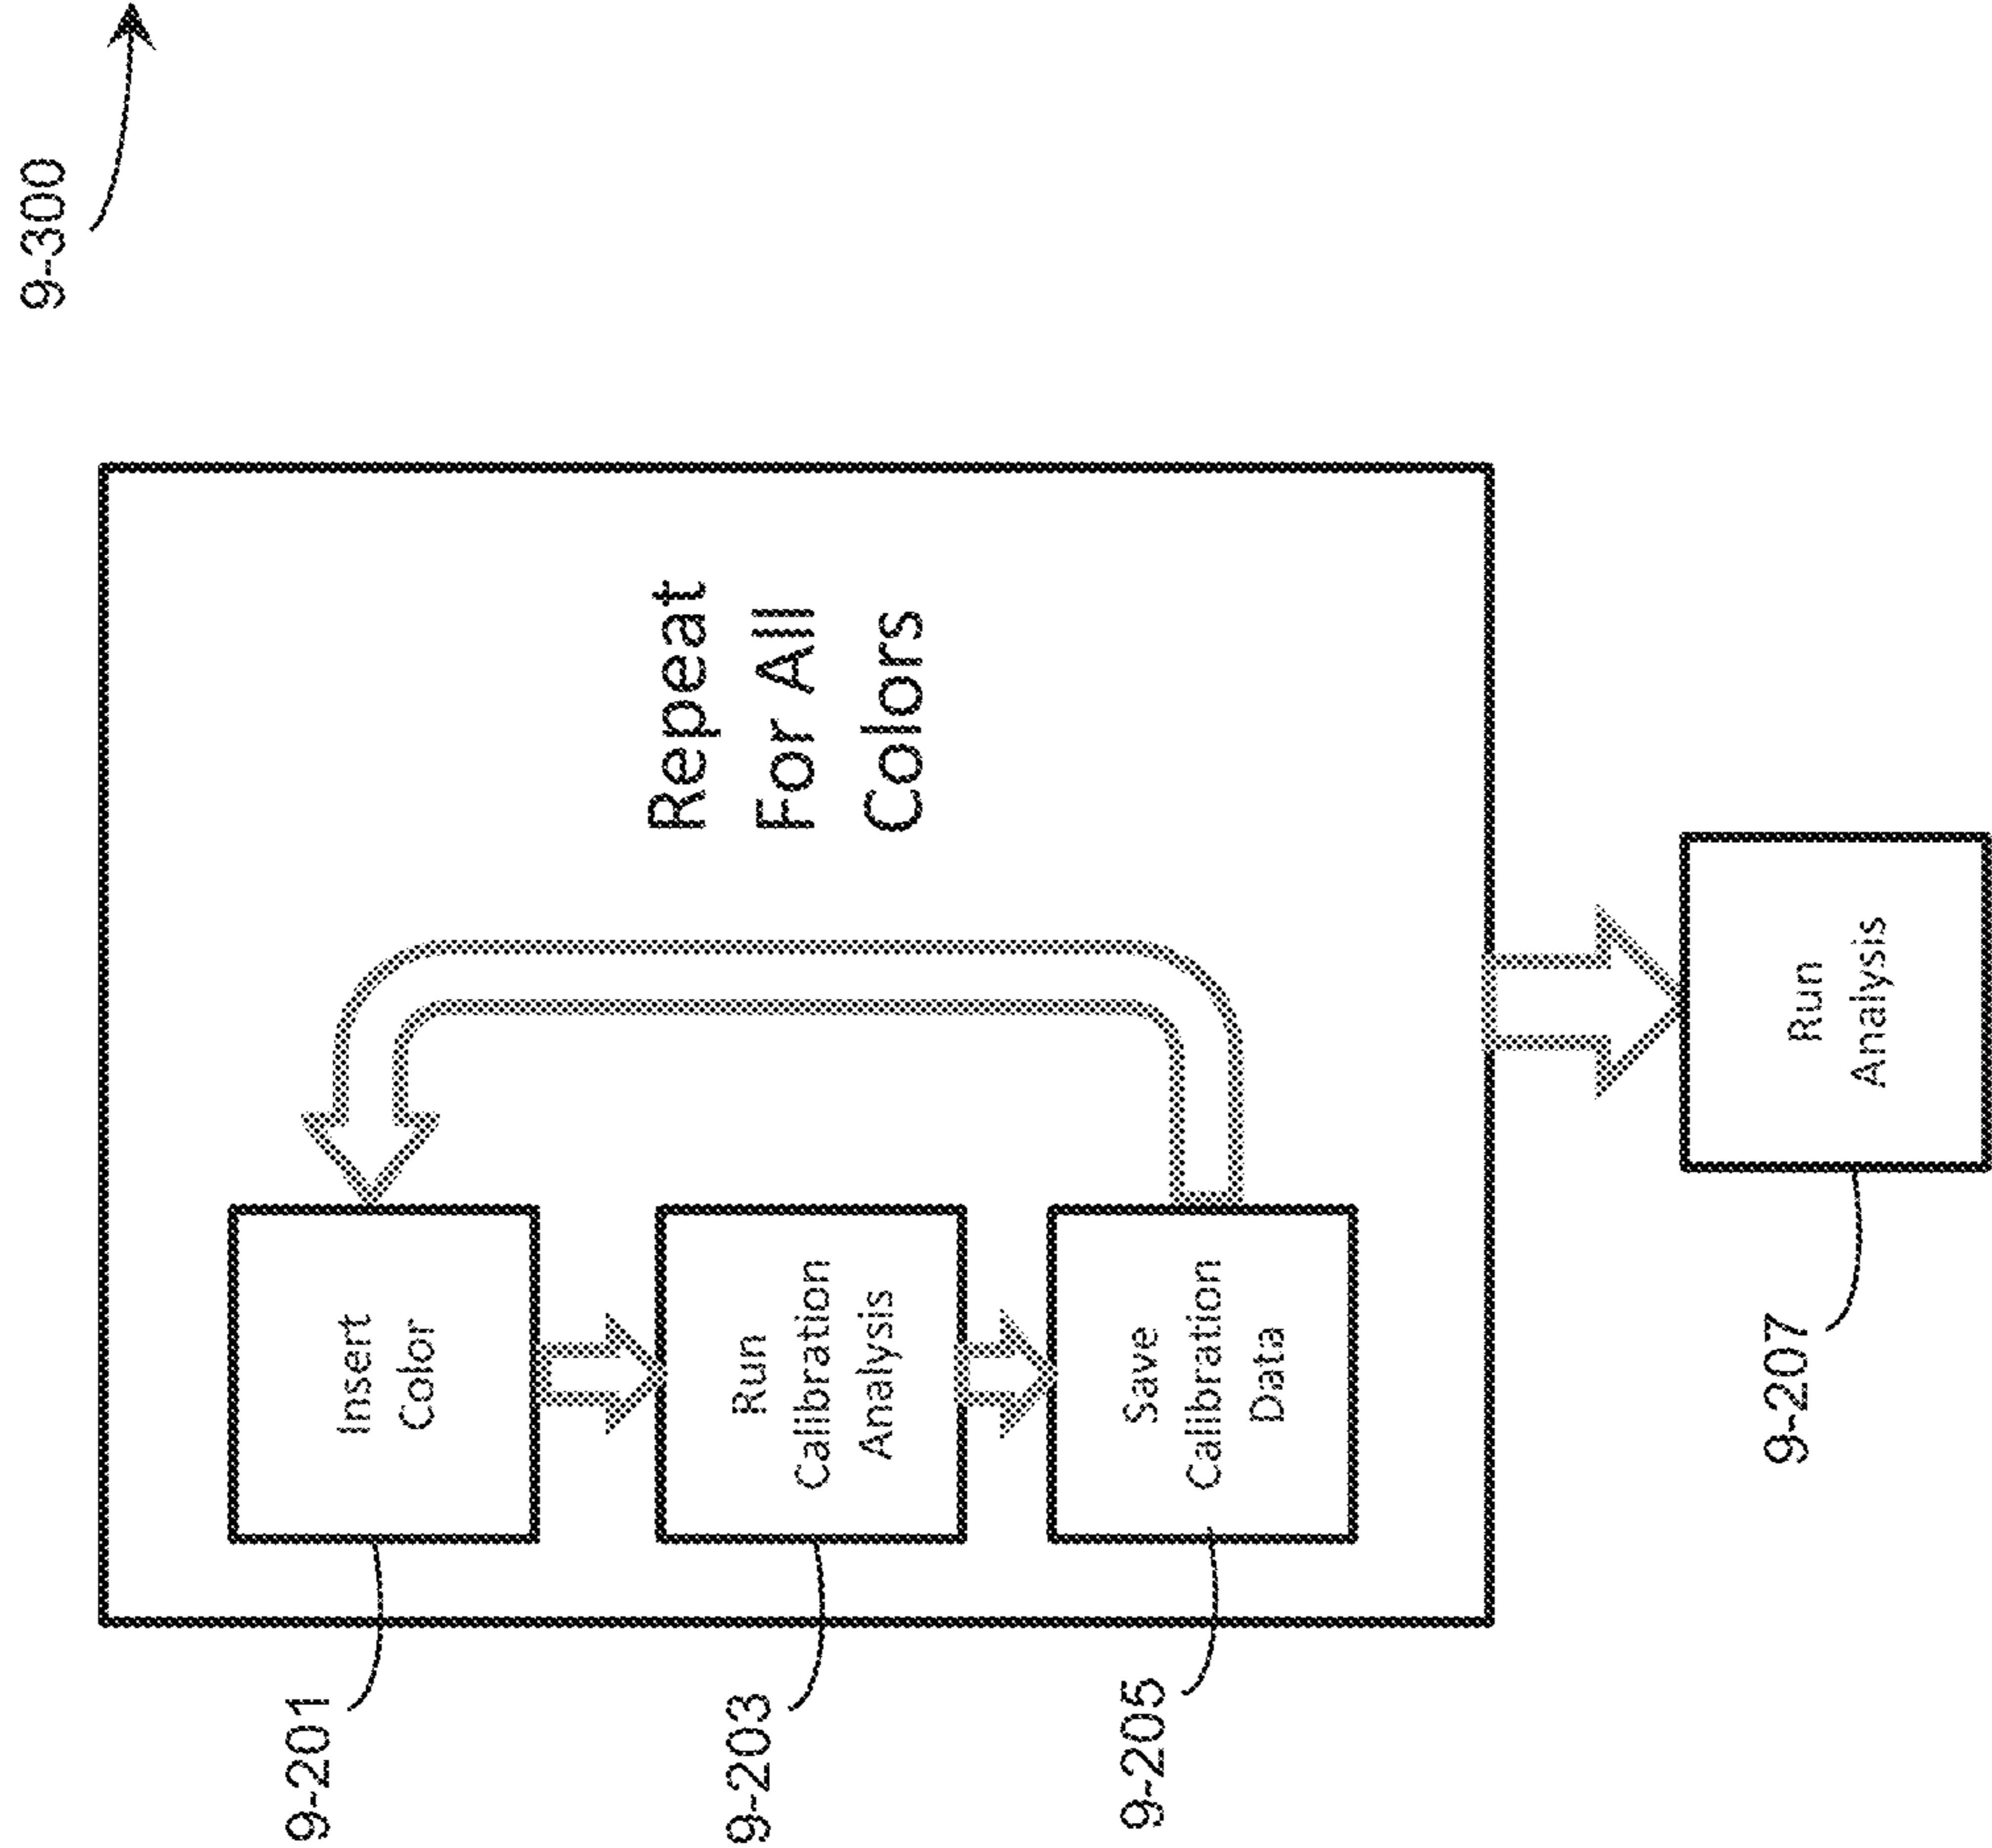 9-300
Repeat
For All
Colors
Insert
Color
Run
Calibration
Analysis
Save
Calibration
Data
Run
Analysis
9-201
9-203
9-205
9-207